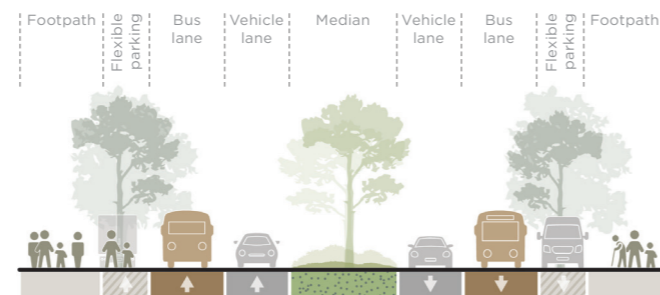 Footpath
Flexible
parking
Bus
lane
Vehicle
lane
Median
Vehicle
lane
Bus
lane
Flexible
parking
Footpath